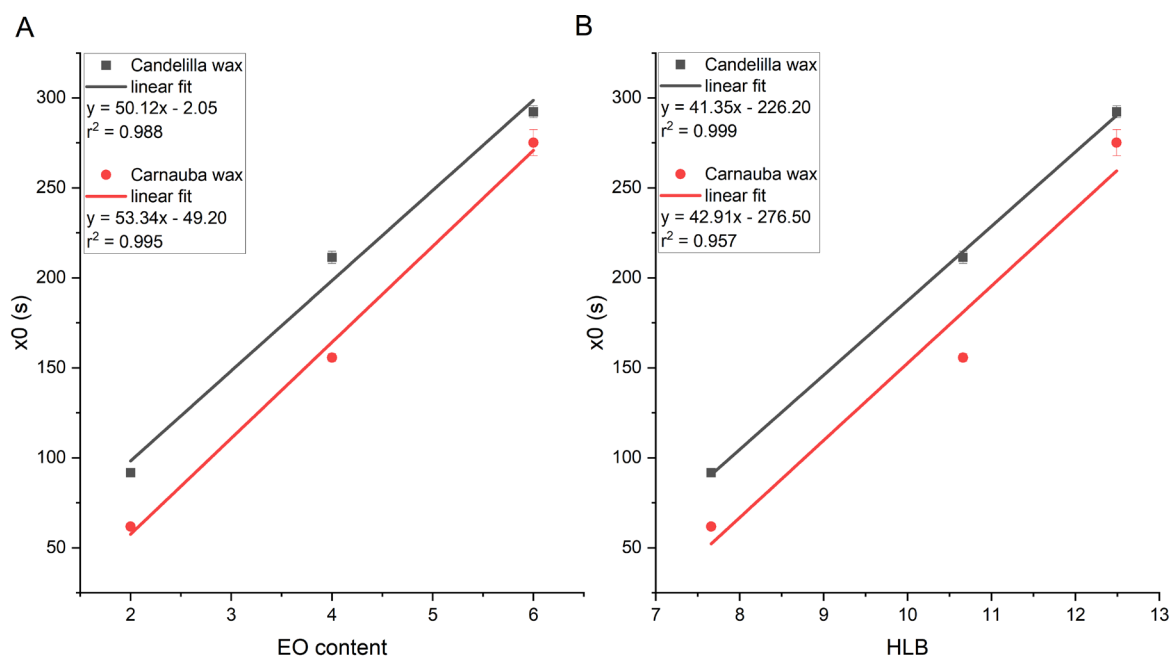 A
Candelilla wax
linear fit
y = 50.12x - 2.05
r² = 0.988
Carnauba wax
linear fit
y = 53.34x - 49.20
r² = 0.995
300
250
200
150
100
50
x0 (s)
2
3
4
5
6
EO content
B
Candelilla wax
linear fit
y = 41.35x - 226.20
r² = 0.999
Carnauba wax
linear fit
y = 42.91x - 276.50
r² = 0.957
300
250
200
150
100
50
x0 (s)
7
8
9
10
11
12
13
HLB